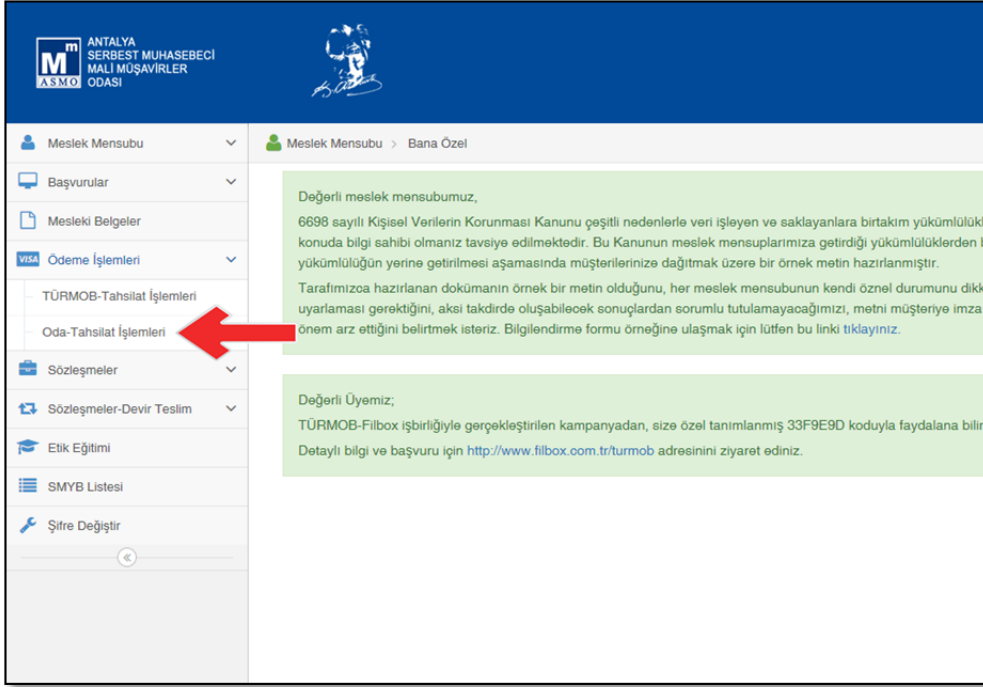 ANTALYA
SERBEST MUHASEBECİ
MALİ MÜŞAVİRLER
ODASI
Mm
ASMO
Meslek Mensubu
Başvurular
Mesleki Belgeler
VISA Ödeme İşlemleri
TÜRMOB-Tahsilat İşlemleri
Oda-Tahsilat İşlemleri
Sözleşmeler
Sözleşmeler-Devir Teslim
Etik Eğitimi
SMYB Listesi
Şifre Değiştir
Meslek Mensubu > Bana Özel
Değerli meslek mensubumuz,
6698 sayılı Kişisel Verilerin Korunması Kanunu çeşitli nedenlerle veri işleyen ve saklayanlara birtakım
konuda bilgi sahibi olmanız tavsiye edilmektedir. Bu Kanunun meslek mensuplarımıza getirdiği yükümlülüklerden
yükümlülüğün yerine getirilmesi aşamasında müşterilerinize dağıtmak üzere bir örnek metin hazırlanmıştır.
Tarafımızca hazırlanan dokümanın örnek bir metin olduğunu, her meslek mensubunun kendi öznel durumunu
uyarlaması gerektiğini, aksi takdirde oluşabilecek sonuçlardan sorumlu tutulamayacağımızı, metni müşteriye imza
önem arz ettiğini belirtmek isteriz. Bilgilendirme formu örneğine ulaşmak için lütfen bu linki tıklayınız.
Değerli Üyemiz;
TÜRMOB-Filbox işbirliğiyle gerçekleştirilen kampanyadan, size özel tanımlanmış 33F9E9D koduyla faydalana
Detaylı bilgi ve başvuru için http://www.filbox.com.tr/turmob adresinini ziyaret ediniz.